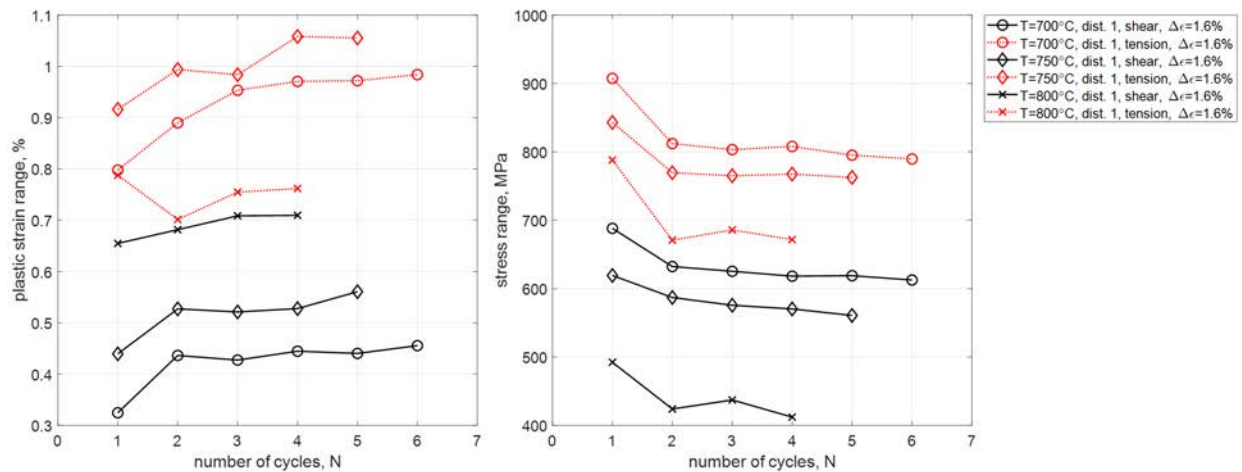 1.1
1
0.9
0.8
0.7
0.6
0.5
0.4
0.3
plastic strain range, %
0 1 2 3 4 5 6 7
number of cycles, N
1000
900
800
700
600
500
400
stress range, MPa
0 1 2 3 4 5 6 7
number of cycles, N
T=700°C, dist. 1, shear, Δϵ=1.6%
T=700°C, dist. 1, tension, Δϵ=1.6%
T=750°C, dist. 1, shear, Δϵ=1.6%
T=750°C, dist. 1, tension, Δϵ=1.6%
T=800°C, dist. 1, shear, Δϵ=1.6%
T=800°C, dist. 1, tension, Δϵ=1.6%